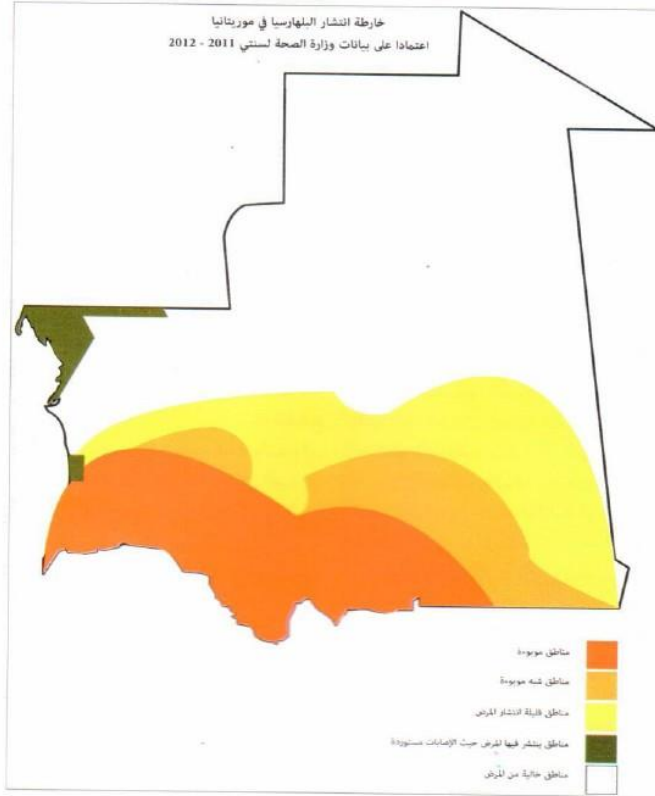 خارطة انتشار البلهارسيا في موريتانيا
اعتمادا على بيانات وزارة الصحة لسنتي 2011 - 2012
مناطق موبوءة
مناطق شبه موبوءة
مناطق قليلة انتشار المرض
مناطق ينتشر فيها المرض حيث الإصابات مستوردة
مناطق خالية من المرض